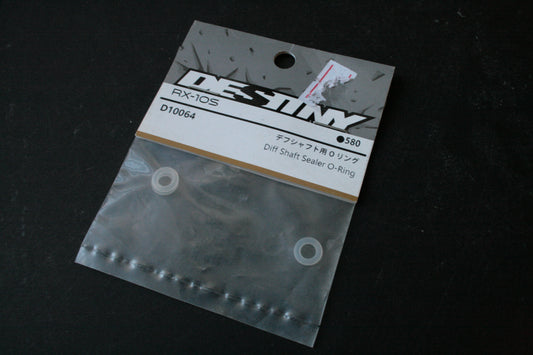 DESTINY
RX-10S
D10064
●580
デフシャフト用 O リング
Diff Shaft Sealer O-Ring